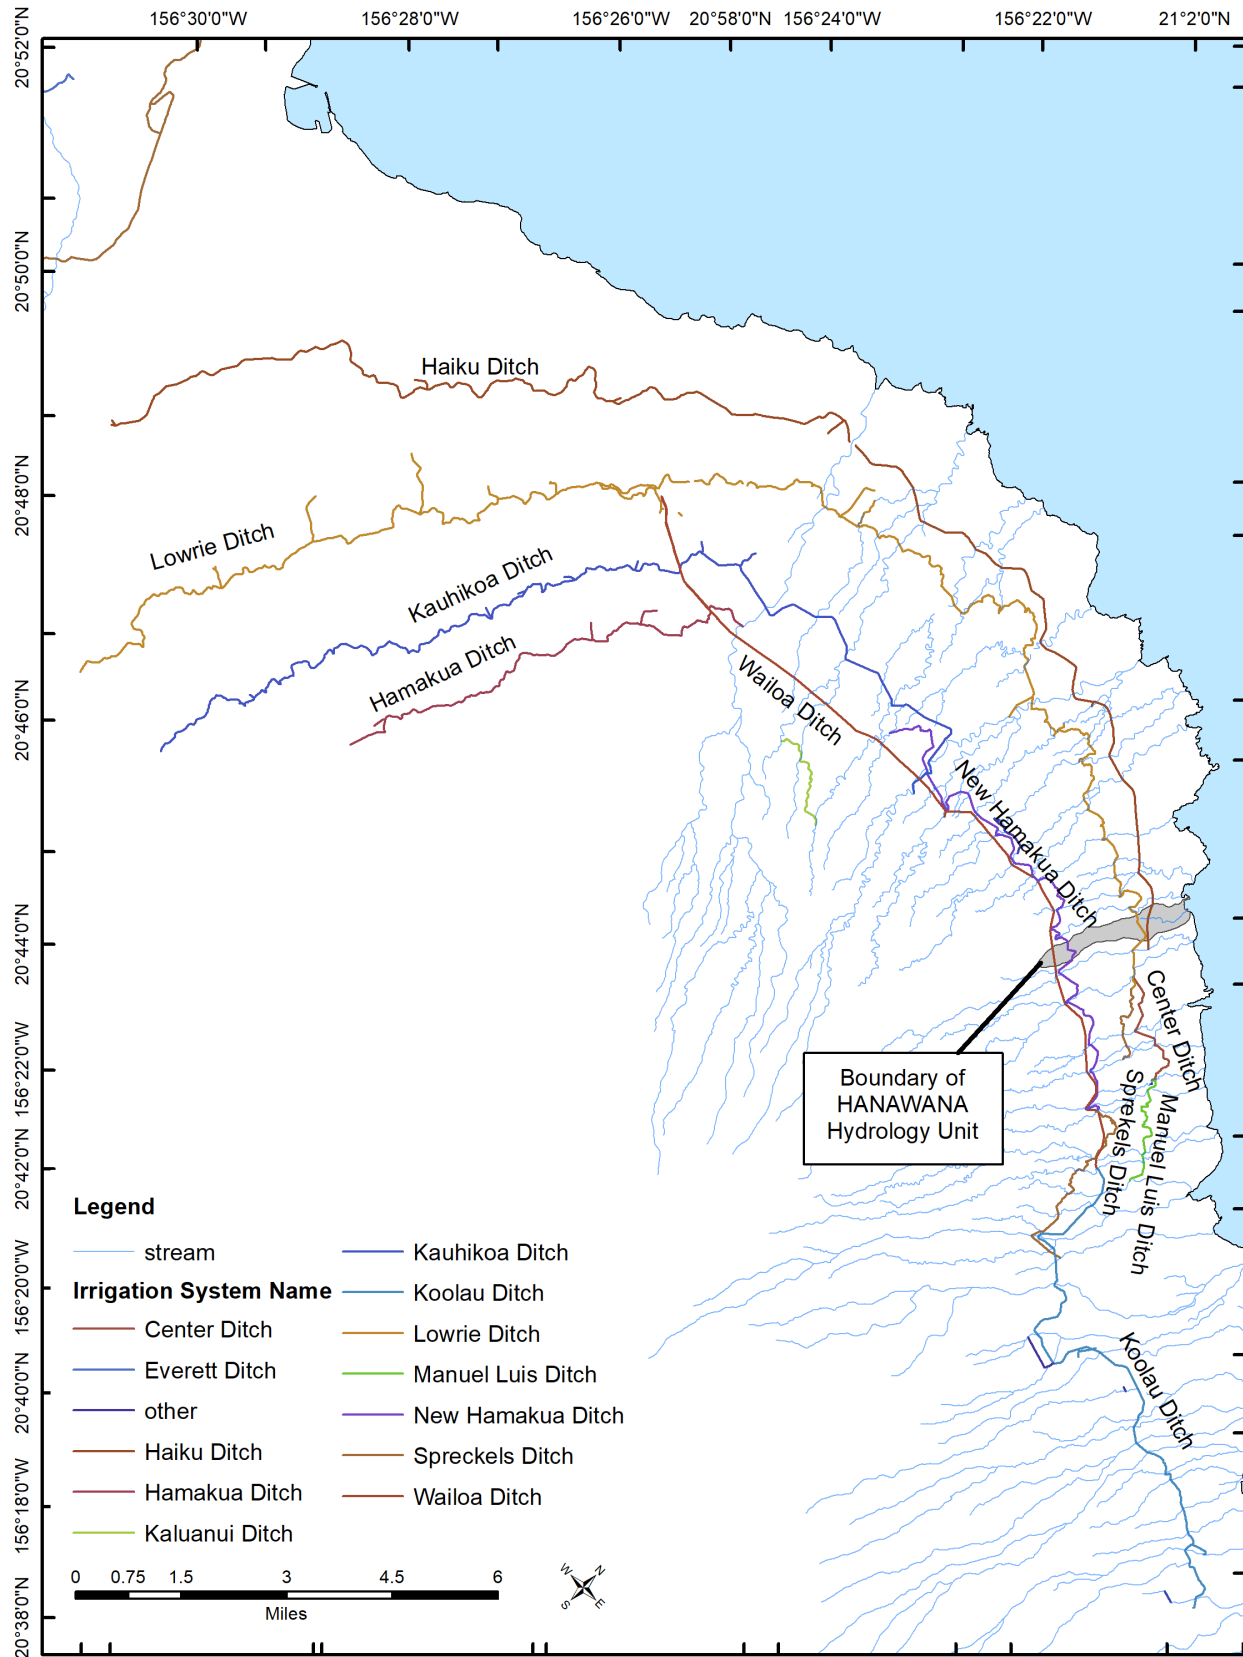 156°30'0"W
156°28'0"W
156°26'0"W
20°58'0"N
156°24'0"W
156°22'0"W
21°2'0"N
20°52'0"N
20°50'0"N
20°48'0"N
20°46'0"N
20°44'0"N
156°22'0"W
20°42'0"N
156°20'0"W
20°40'0"N
156°18'0"W
20°38'0"N
Haiku Ditch
Lowrie Ditch
Kauhikoa Ditch
Hamakua Ditch
Wailoa Ditch
New Hamakua Ditch
Center Ditch
Sprekels Ditch
Manuel Luis Ditch
Koolau Ditch
Boundary of
HANAWANA
Hydrology Unit
Legend
stream
Irrigation System Name
Center Ditch
Everett Ditch
other
Haiku Ditch
Hamakua Ditch
Kaluanui Ditch
Kauhikoa Ditch
Koolau Ditch
Lowrie Ditch
Manuel Luis Ditch
New Hamakua Ditch
Spreckels Ditch
Wailoa Ditch
0 0.75 1.5 3 4.5 6
Miles
W N
S E